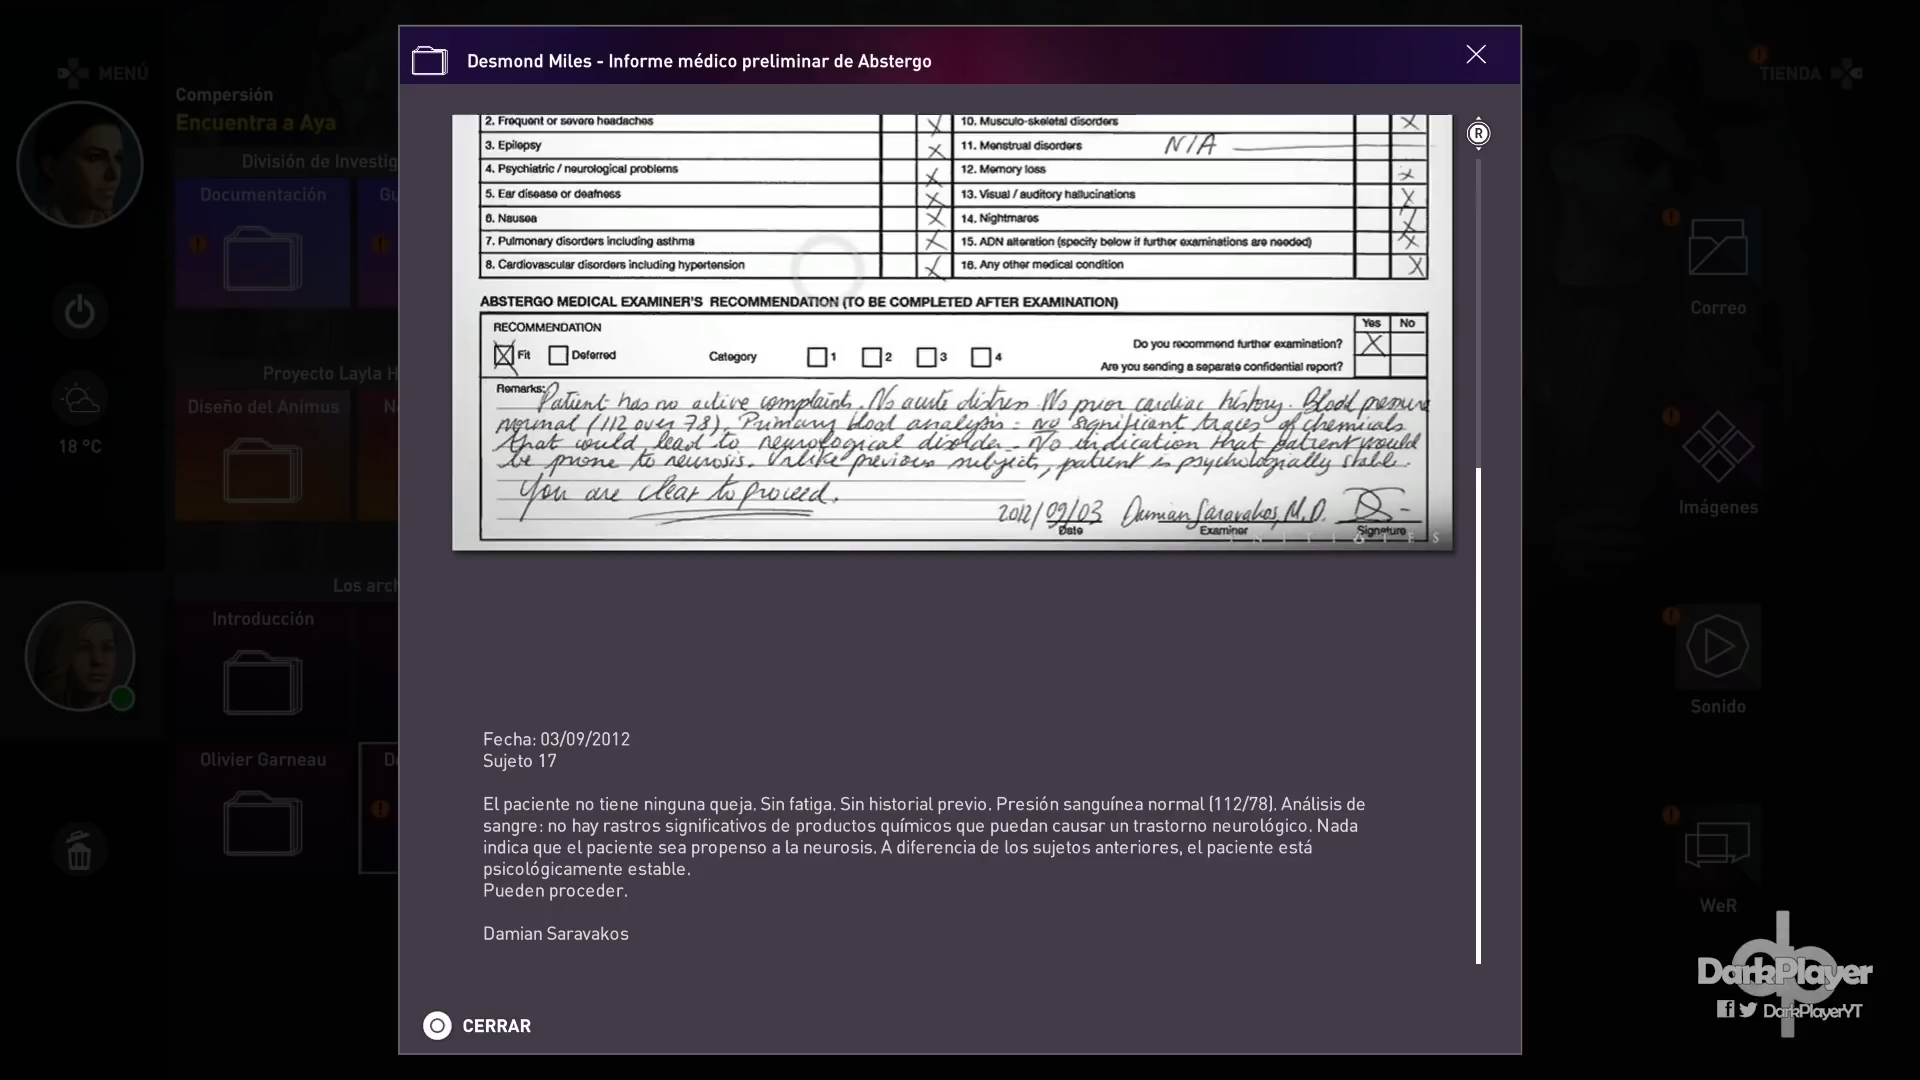 Desmond Miles - Informe médico preliminar de Abstergo
MENÚ
TIENDA
Compersión
Encuentra a Aya
División de Investig
Documentación
Gu
Proyecto Layla H
Diseño del Animus
N
18 °C
Los arch
Introducción
Olivier Garneau
De
R
Correo
Imágenes
Sonido
WeR
2. Frequent or severe headaches
10. Musculo-skeletal disorders
3. Epilepsy
11. Menstrual disorders N/A
4. Psychiatric / neurological problems
12. Memory loss
5. Ear disease or deafness
13. Visual / auditory hallucinations
6. Nausea
14. Nightmares
7. Pulmonary disorders including asthma
15. ADN alteration (specify below if further examinations are needed)
8. Cardiovascular disorders including hypertension
16. Any other medical condition
ABSTERGO MEDICAL EXAMINER'S RECOMMENDATION (TO BE COMPLETED AFTER EXAMINATION)
RECOMMENDATION
Yes No
Fit Deferred Category 1 2 3 4
Do you recommend further examination?
Are you sending a separate confidential report?
Remarks: Patient has no active complaint. No acute distress No prior cardiac history. Blood pressure
normal (112 over 78). Primary blood analysis: no significant traces of chemicals
that could lead to neurological disorder. No indication that patient would
be prone to neurosis. Unlike previous subjects, patient is psychologially stable.
You are clear to proceed.
2012/09/03 Damian Saravakos, M.D.
Date Examiner Signature
INITIATES
Fecha: 03/09/2012
Sujeto 17
El paciente no tiene ninguna queja. Sin fatiga. Sin historial previo. Presión sanguínea normal (112/78). Análisis de
sangre: no hay rastros significativos de productos químicos que puedan causar un trastorno neurológico. Nada
indica que el paciente sea propenso a la neurosis. A diferencia de los sujetos anteriores, el paciente está
psicológicamente estable.
Pueden proceder.
Damian Saravakos
CERRAR
DarkPlayer
DarkPlayerYT